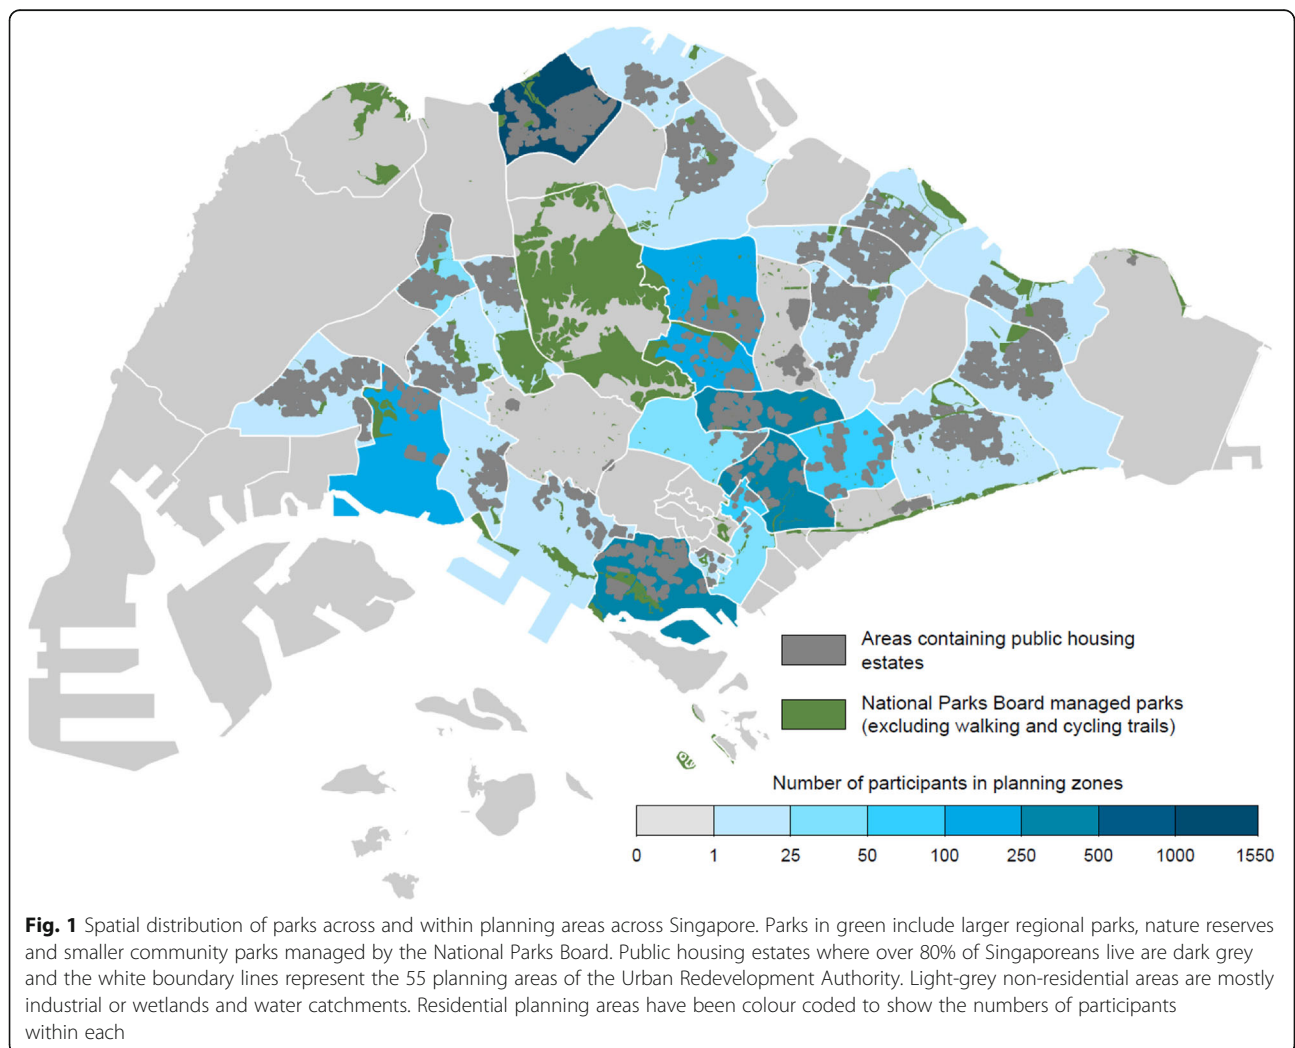 Areas containing public housing
estates
National Parks Board managed parks
(excluding walking and cycling trails)
Number of participants in planning zones
0 1 25 50 100 250 500 1000 1550
Fig. 1 Spatial distribution of parks across and within planning areas across Singapore. Parks in green include larger regional parks, nature reserves
and smaller community parks managed by the National Parks Board. Public housing estates where over 80% of Singaporeans live are dark grey
and the white boundary lines represent the 55 planning areas of the Urban Redevelopment Authority. Light-grey non-residential areas are mostly
industrial or wetlands and water catchments. Residential planning areas have been colour coded to show the numbers of participants
within each